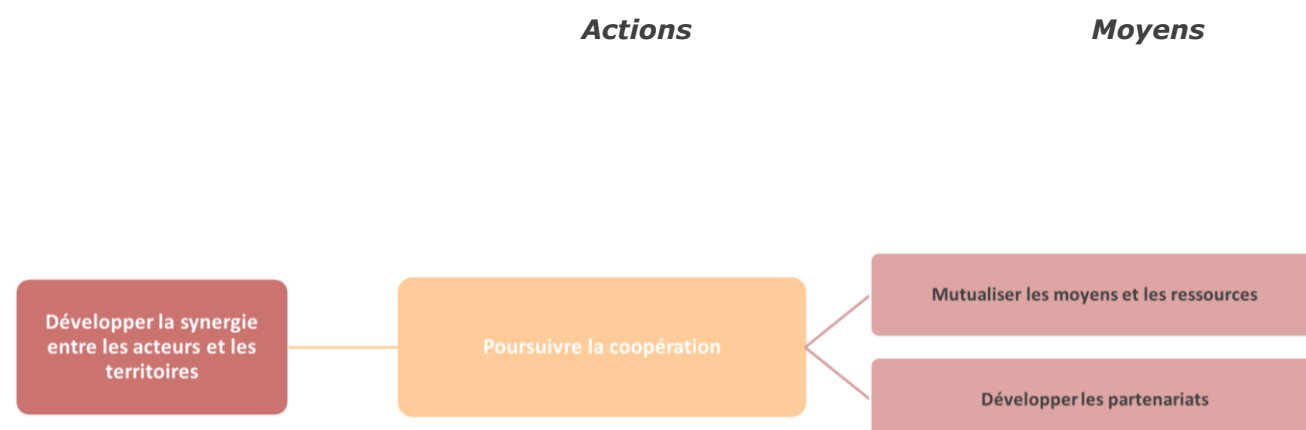 Actions
Moyens
Développer la synergie
entre les acteurs et les
territoires
Poursuivre la coopération
Mutualiser les moyens et les ressources
Développer les partenariats